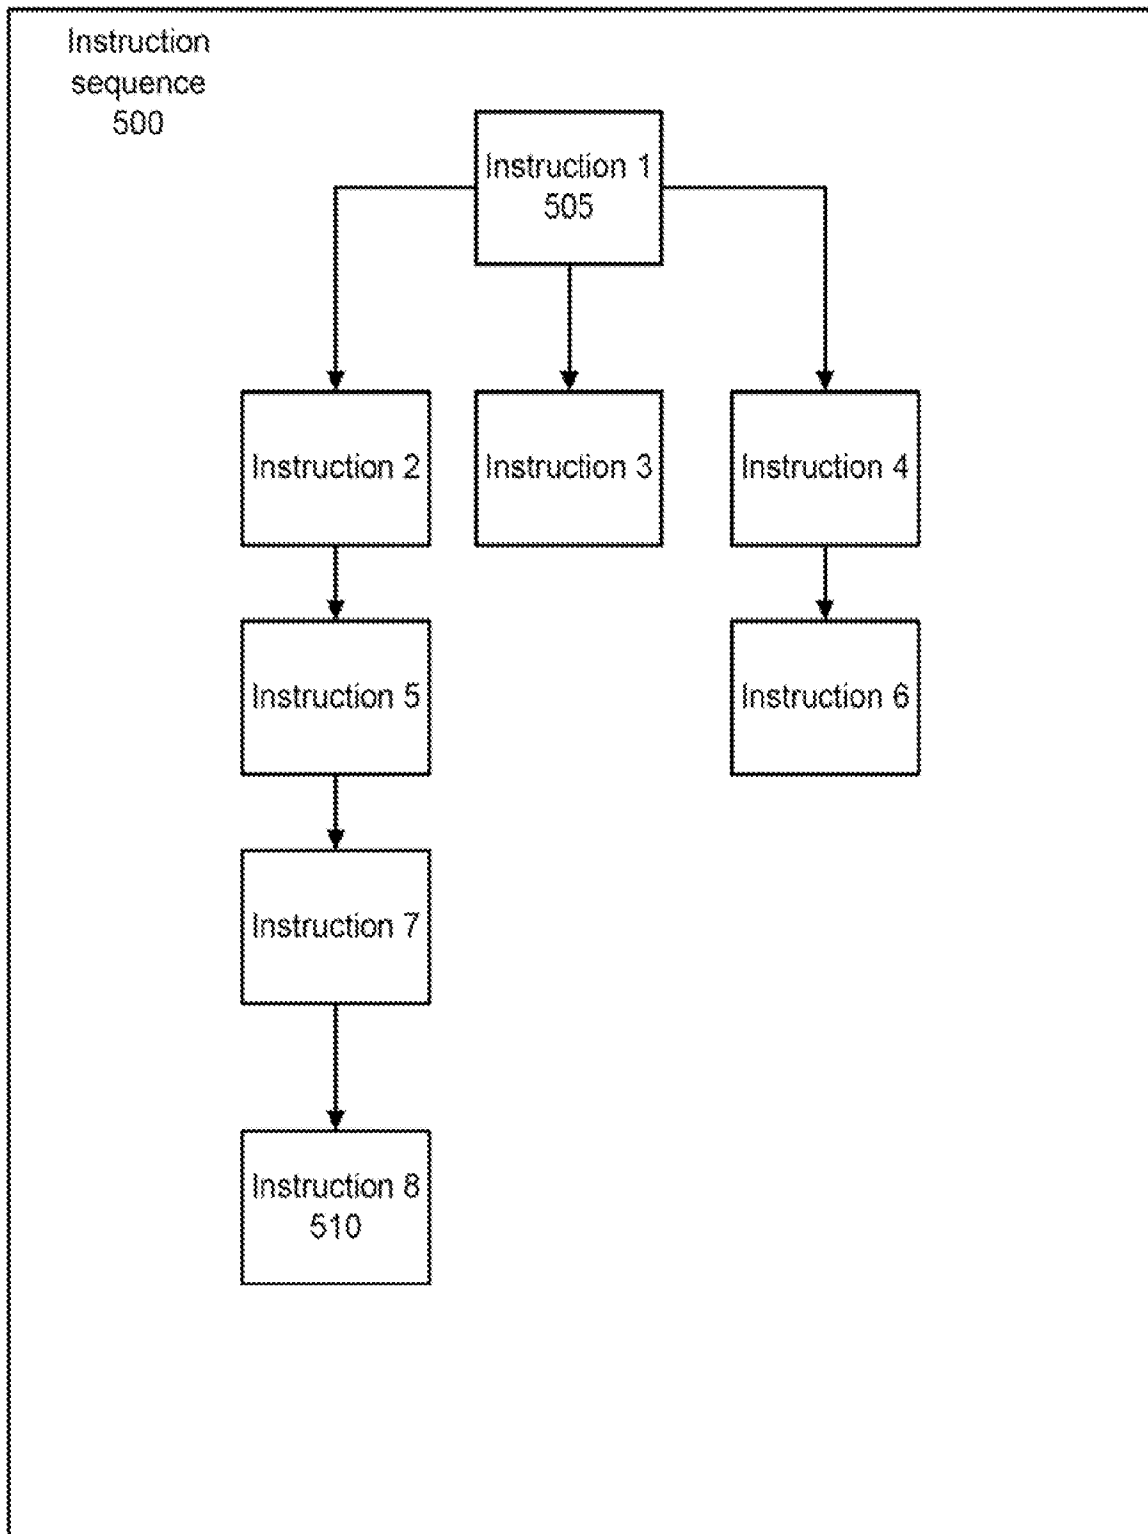 Instruction
sequence
500
Instruction 1
505
Instruction 2
Instruction 3
Instruction 4
Instruction 5
Instruction 6
Instruction 7
Instruction 8
510